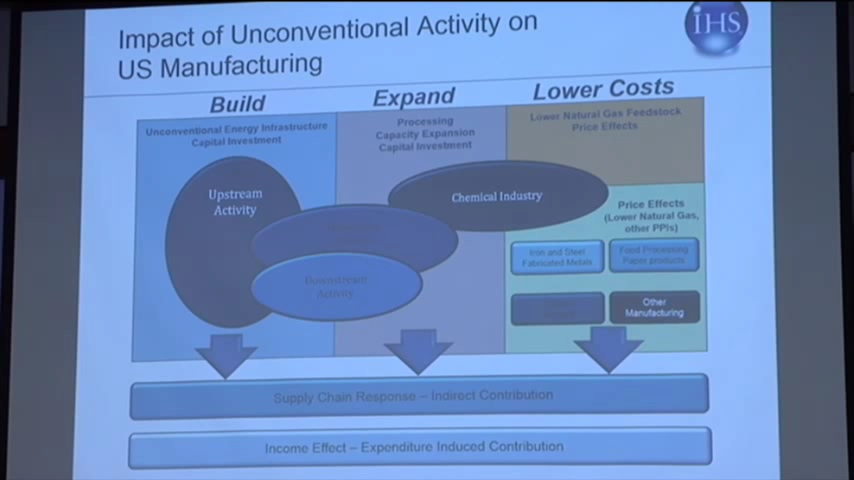 Impact of Unconventional Activity on
US Manufacturing
IHS
Build
Expand
Lower Costs
Unconventional Energy Infrastructure
Capital Investment
Processing
Capacity Expansion
Capital Investment
Lower Natural Gas Feedstock
Price Effects
Upstream
Activity
Chemical Industry
Price Effects
(Lower Natural Gas,
other PPIs)
Iron and Steel
Fabricated Metals
Food Processing
Paper products
Downstream
Activity
Other
Manufacturing
Supply Chain Response – Indirect Contribution
Income Effect – Expenditure Induced Contribution